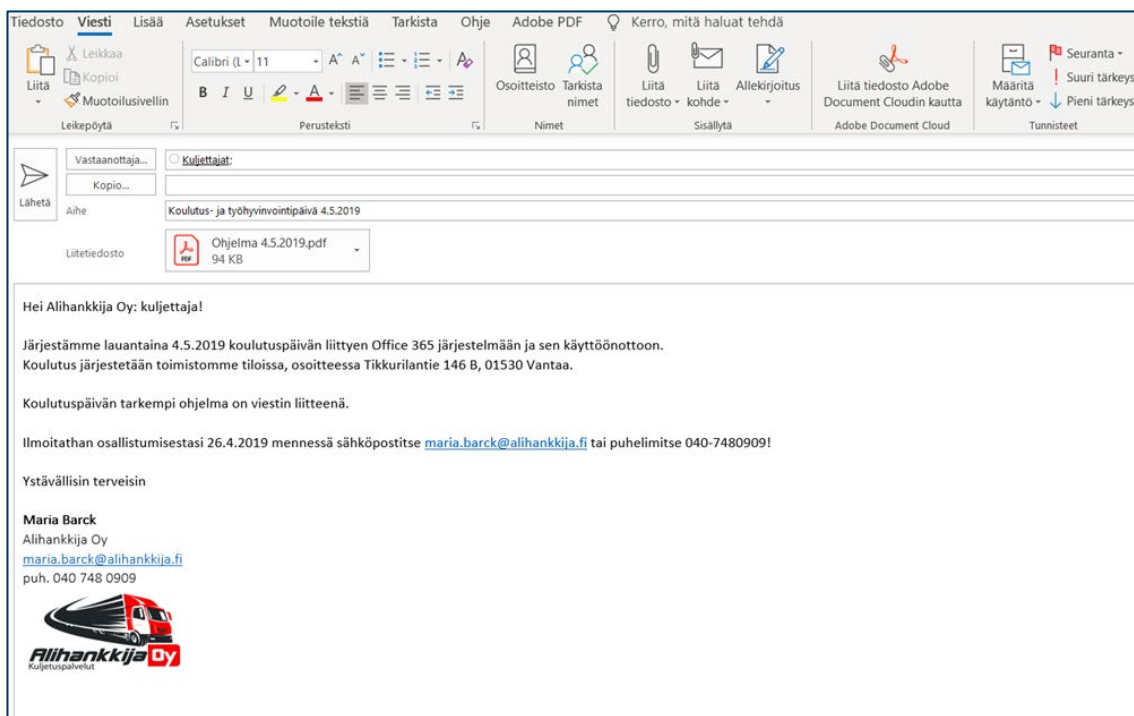 Tiedosto Viesti Lisää Asetukset Muotoile tekstiä Tarkista Ohje Adobe PDF Kerro, mitä haluat tehdä
Liitä
Leikkaa
Kopioi
Muotoilusivellin
Leikepöytä
Calibri (L 11 A A
B I U A
Perusteksti
Osoitteisto Tarkista nimet
Nimet
Liitä tiedosto Liitä kohde Allekirjoitus
Sisällytä
Liitä tiedosto Adobe
Document Cloudin kautta
Adobe Document Cloud
Määritä käytäntö
Seuranta
Suuri tärkeys
Pieni tärkeys
Tunnisteet
Lähetä
Vastaanottaja... Kuljettajat;
Kopio...
Aihe Koulutus- ja työhyvinvointipäivä 4.5.2019
Liitetiedosto PDF Ohjelma 4.5.2019.pdf
94 KB
Hei Alihankkija Oy: kuljettaja!
Järjestämme lauantaina 4.5.2019 koulutuspäivän liittyen Office 365 järjestelmään ja sen käyttöönottoon.
Koulutus järjestetään toimistomme tiloissa, osoitteessa Tikkurilantie 146 B, 01530 Vantaa.
Koulutuspäivän tarkempi ohjelma on viestin liitteenä.
Ilmoitathan osallistumisestasi 26.4.2019 mennessä sähköpostitse maria.barck@alihankkija.fi tai puhelimitse 040-7480909!
Ystävällisin terveisin
Maria Barck
Alihankkija Oy
maria.barck@alihankkija.fi
puh. 040 748 0909
Alihankkija Oy
Kuljetuspalvelut